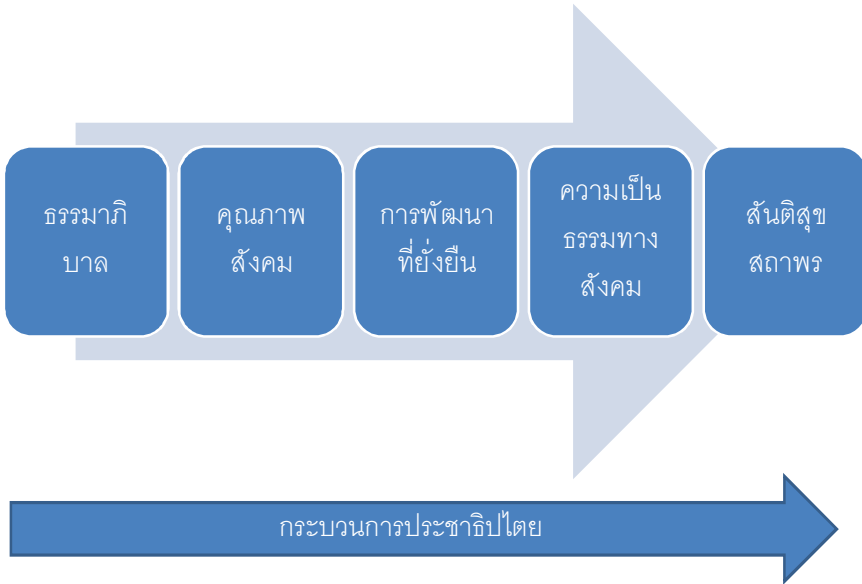 ธรรมาภิ
บาล
คุณภาพ
สังคม
การพัฒนา
ที่ยั่งยืน
ความเป็น
ธรรมทาง
สังคม
สันติสุข
สถาพร
กระบวนการประชาธิปไตย